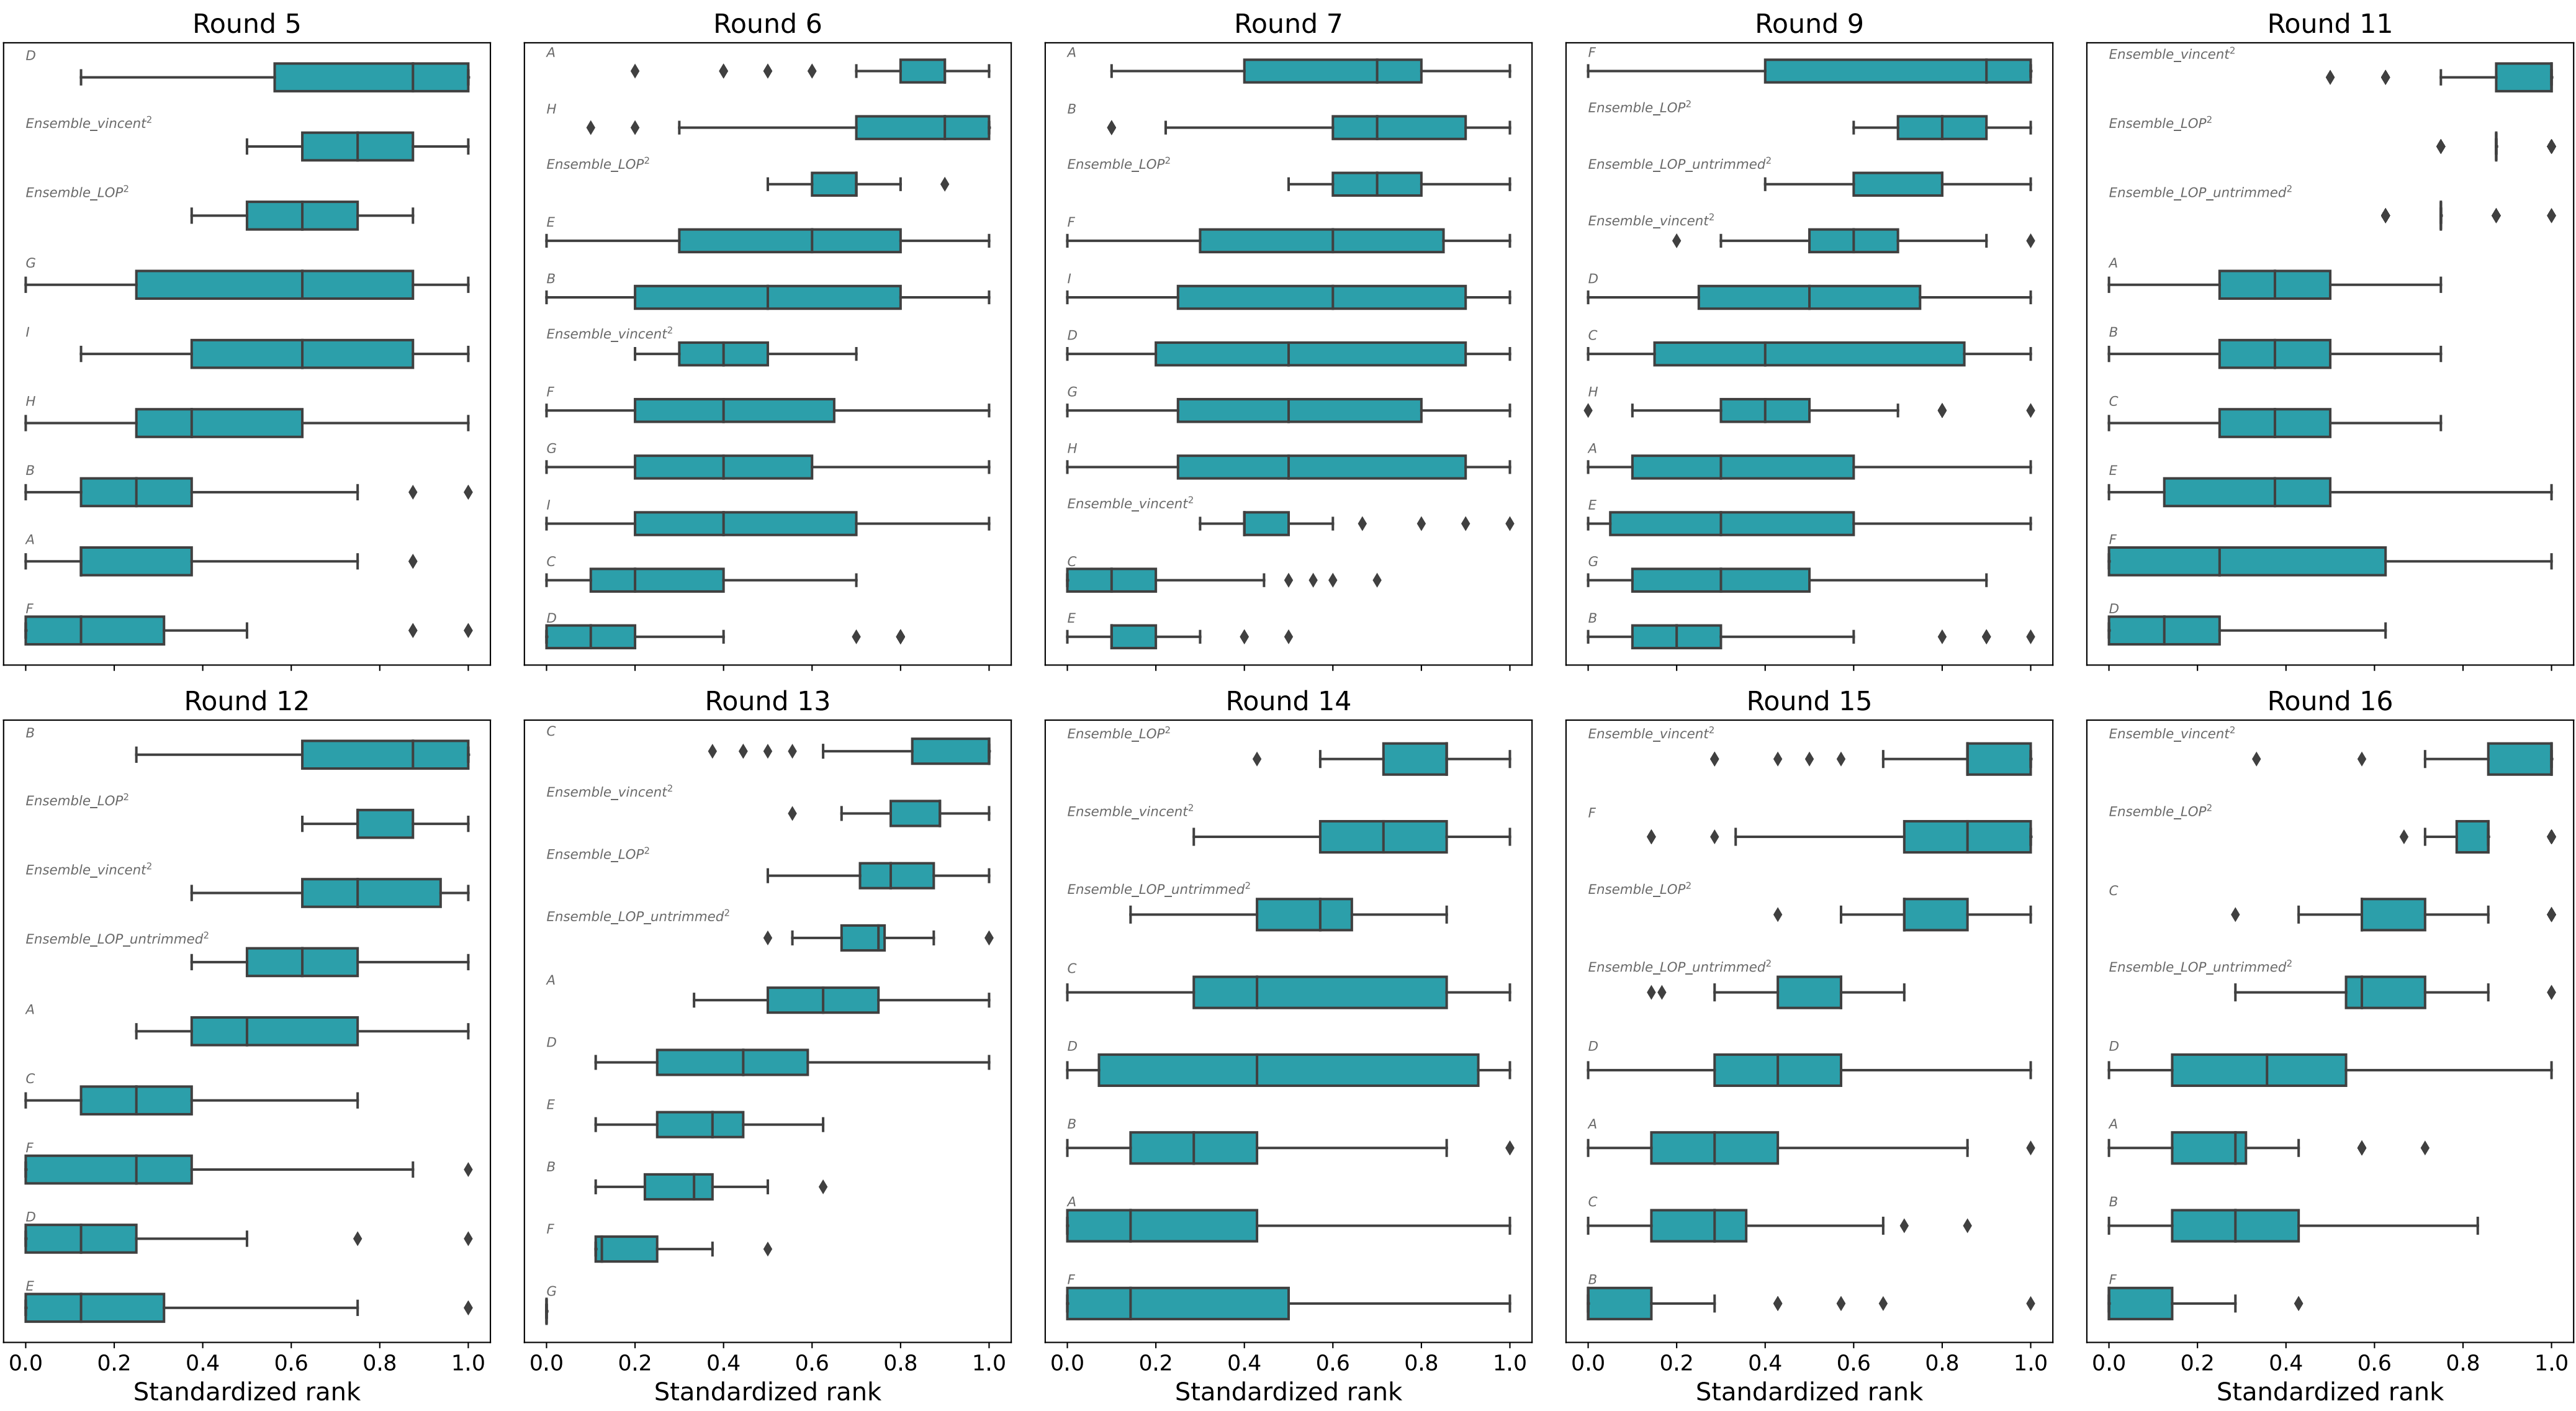 Round 5
D
Ensemble_vincent²
Ensemble_LOP²
G
I
H
B
A
F
Round 6
A
H
Ensemble_LOP²
E
B
Ensemble_vincent²
F
G
I
C
D
Round 7
A
B
Ensemble_LOP²
F
I
D
G
H
Ensemble_vincent²
C
E
Round 9
F
Ensemble_LOP²
Ensemble_LOP_untrimmed²
Ensemble_vincent²
D
C
H
A
E
G
B
Round 11
Ensemble_vincent²
Ensemble_LOP²
Ensemble_LOP_untrimmed²
A
B
C
E
F
D
Round 12
B
Ensemble_LOP²
Ensemble_vincent²
Ensemble_LOP_untrimmed²
A
C
F
D
E
0.0 0.2 0.4 0.6 0.8 1.0
Standardized rank
Round 13
C
Ensemble_vincent²
Ensemble_LOP²
Ensemble_LOP_untrimmed²
A
D
E
B
F
G
0.0 0.2 0.4 0.6 0.8 1.0
Standardized rank
Round 14
Ensemble_LOP²
Ensemble_vincent²
Ensemble_LOP_untrimmed²
C
D
B
A
F
0.0 0.2 0.4 0.6 0.8 1.0
Standardized rank
Round 15
Ensemble_vincent²
F
Ensemble_LOP²
Ensemble_LOP_untrimmed²
D
A
C
B
0.0 0.2 0.4 0.6 0.8 1.0
Standardized rank
Round 16
Ensemble_vincent²
Ensemble_LOP²
C
Ensemble_LOP_untrimmed²
D
A
B
F
0.0 0.2 0.4 0.6 0.8 1.0
Standardized rank